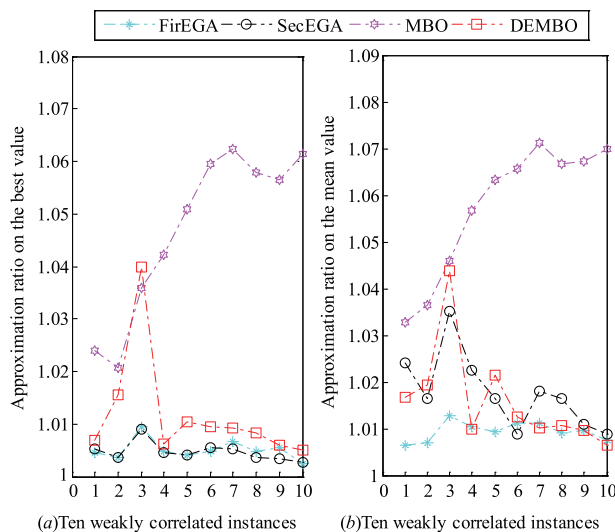 FirEGA SecEGA MBO DEMBO
Approximation ratio on the best value
1.08
1.07
1.06
1.05
1.04
1.03
1.02
1.01
1
0 1 2 3 4 5 6 7 8 9 10
(a)Ten weakly correlated instances
Approximation ratio on the mean value
1.09
1.08
1.07
1.06
1.05
1.04
1.03
1.02
1.01
1
0 1 2 3 4 5 6 7 8 9 10
(b)Ten weakly correlated instances